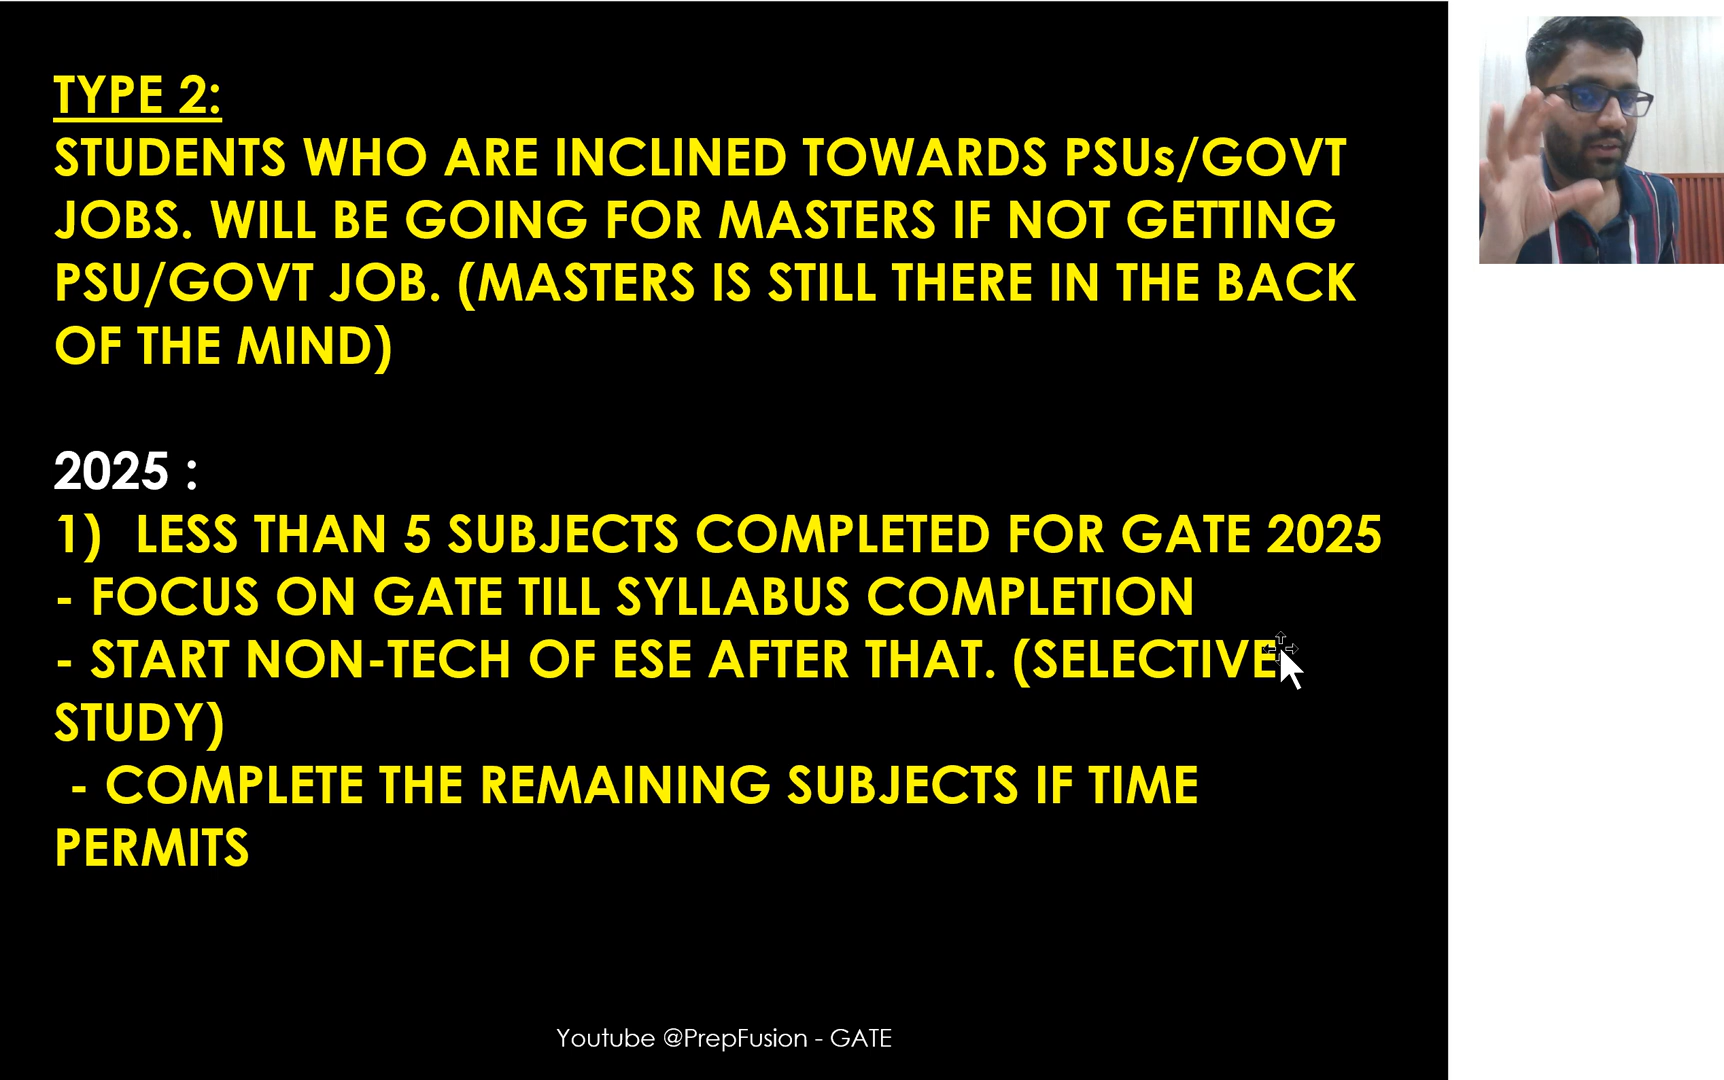 TYPE 2:
STUDENTS WHO ARE INCLINED TOWARDS PSUs/GOVT
JOBS. WILL BE GOING FOR MASTERS IF NOT GETTING
PSU/GOVT JOB. (MASTERS IS STILL THERE IN THE BACK
OF THE MIND)
2025 :
1) LESS THAN 5 SUBJECTS COMPLETED FOR GATE 2025
- FOCUS ON GATE TILL SYLLABUS COMPLETION
- START NON-TECH OF ESE AFTER THAT. (SELECTIVE
STUDY)
- COMPLETE THE REMAINING SUBJECTS IF TIME
PERMITS
Youtube @PrepFusion - GATE